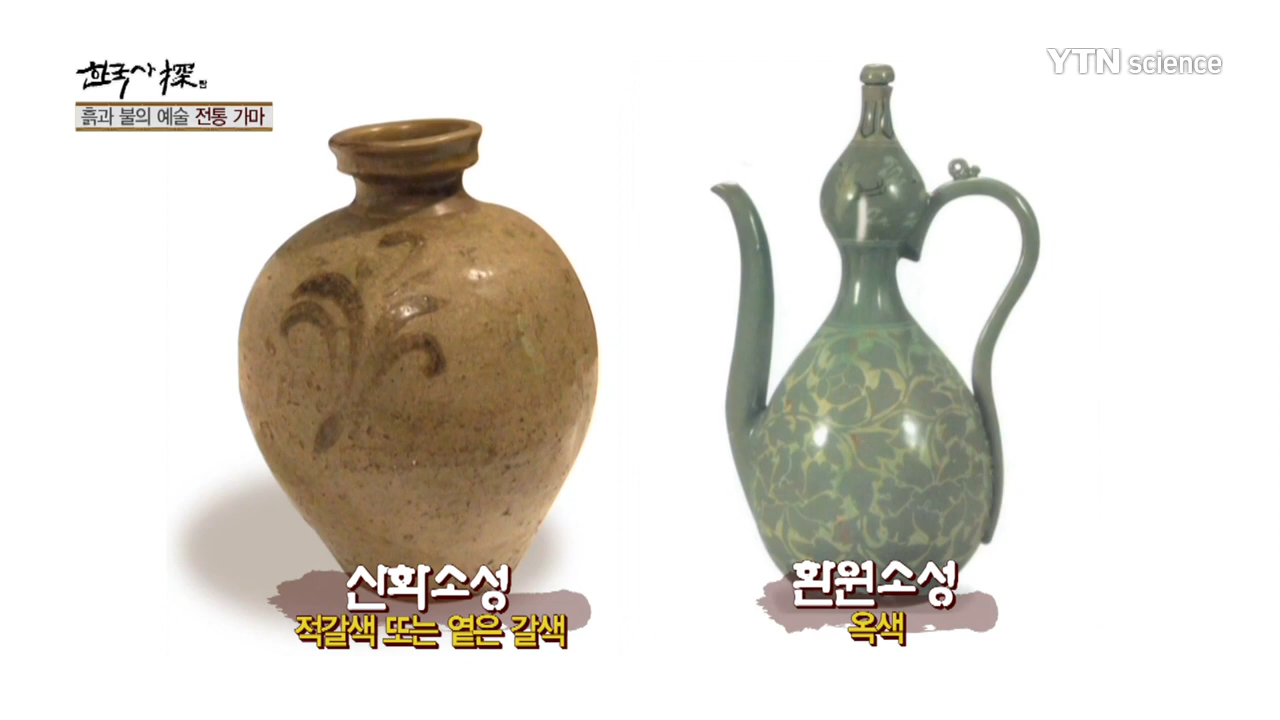 한국사 探 탐
흙과 불의 예술 전통 가마
YTN science
산화소성
적갈색 또는 옅은 갈색
환원소성
옥색